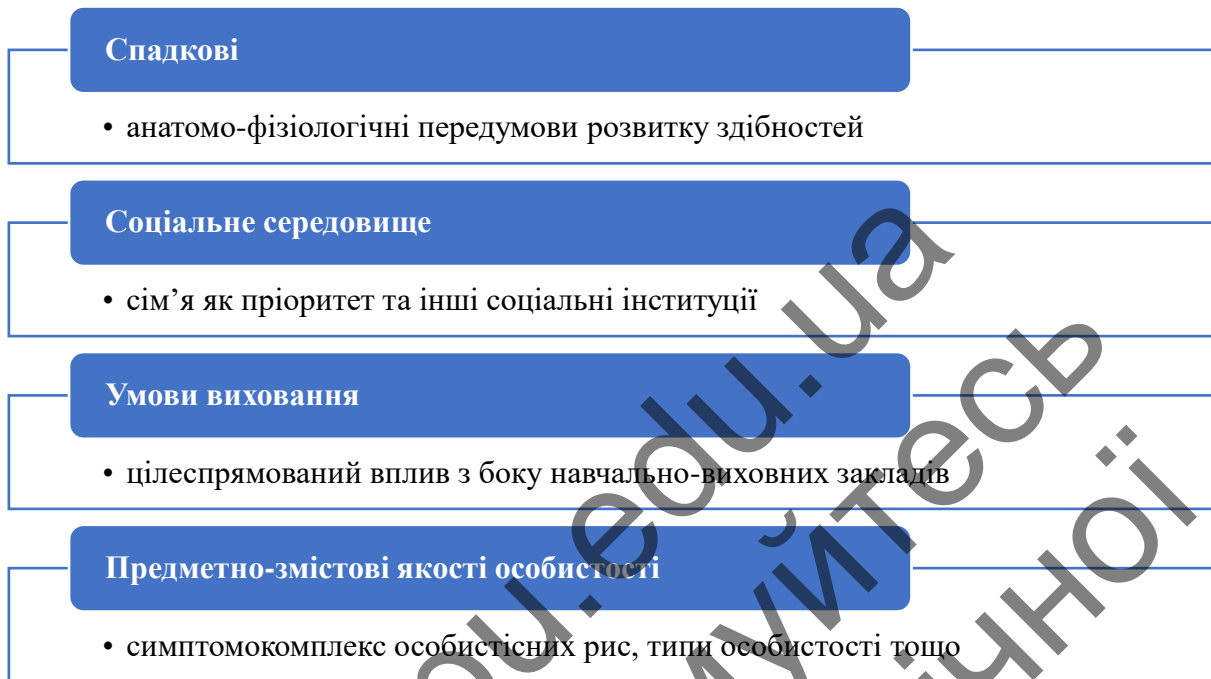 Спадкові
• анатомо-фізіологічні передумови розвитку здібностей
Соціальне середовище
• сім’я як пріоритет та інші соціальні інституції
Умови виховання
• цілеспрямований вплив з боку навчально-виховних закладів
Предметно-змістові якості особистості
• симптомокомплекс особистісних рис, типи особистості тощо